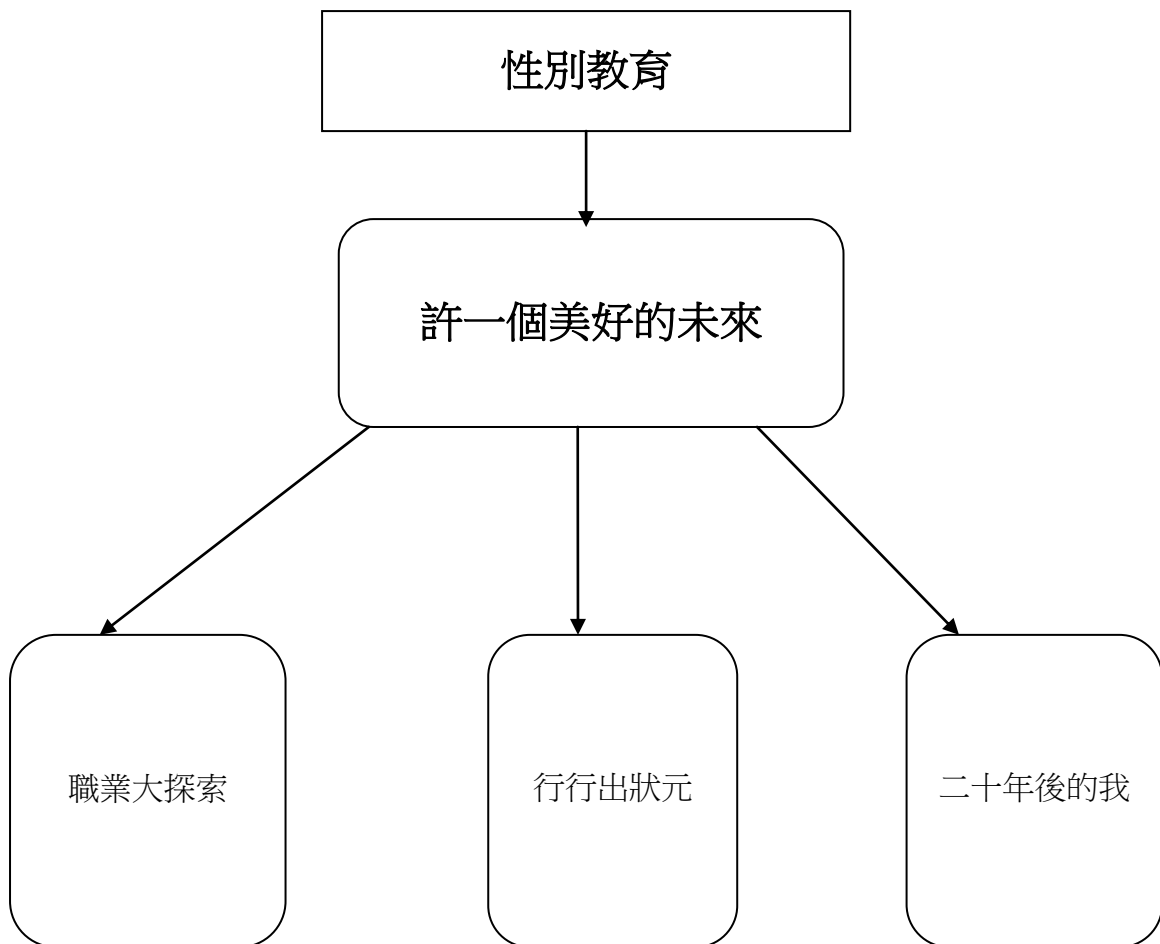 性別教育
許一個美好的未來
職業大探索
行行出狀元
二十年後的我